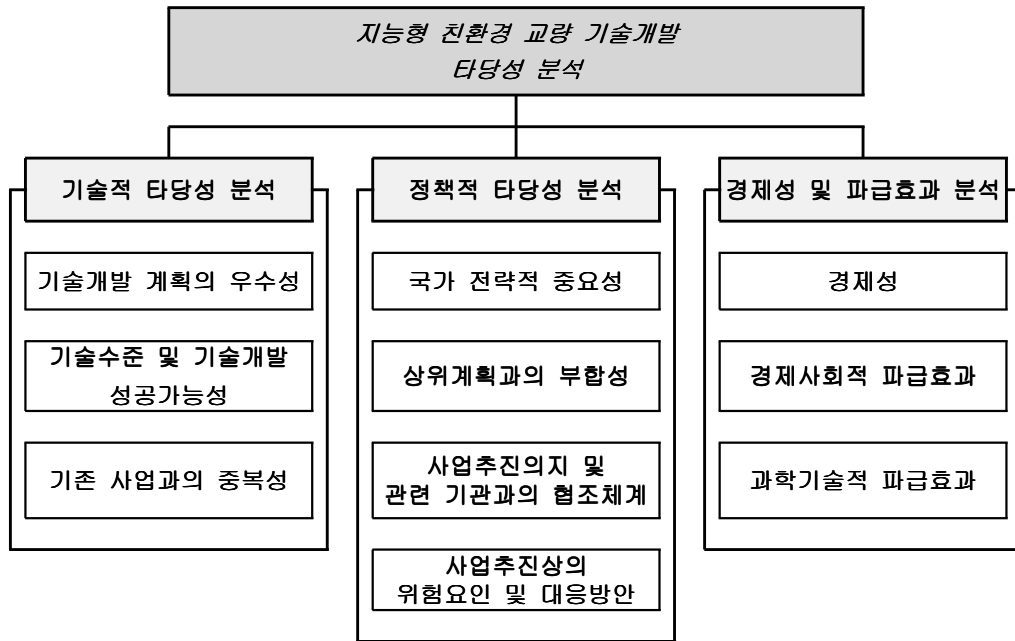 지능형 친환경 교량 기술개발
타당성 분석
기술적 타당성 분석
기술개발 계획의 우수성
기술수준 및 기술개발
성공가능성
기존 사업과의 중복성
정책적 타당성 분석
국가 전략적 중요성
상위계획과의 부합성
사업추진의지 및
관련 기관과의 협조체계
사업추진상의
위험요인 및 대응방안
경제성 및 파급효과 분석
경제성
경제사회적 파급효과
과학기술적 파급효과